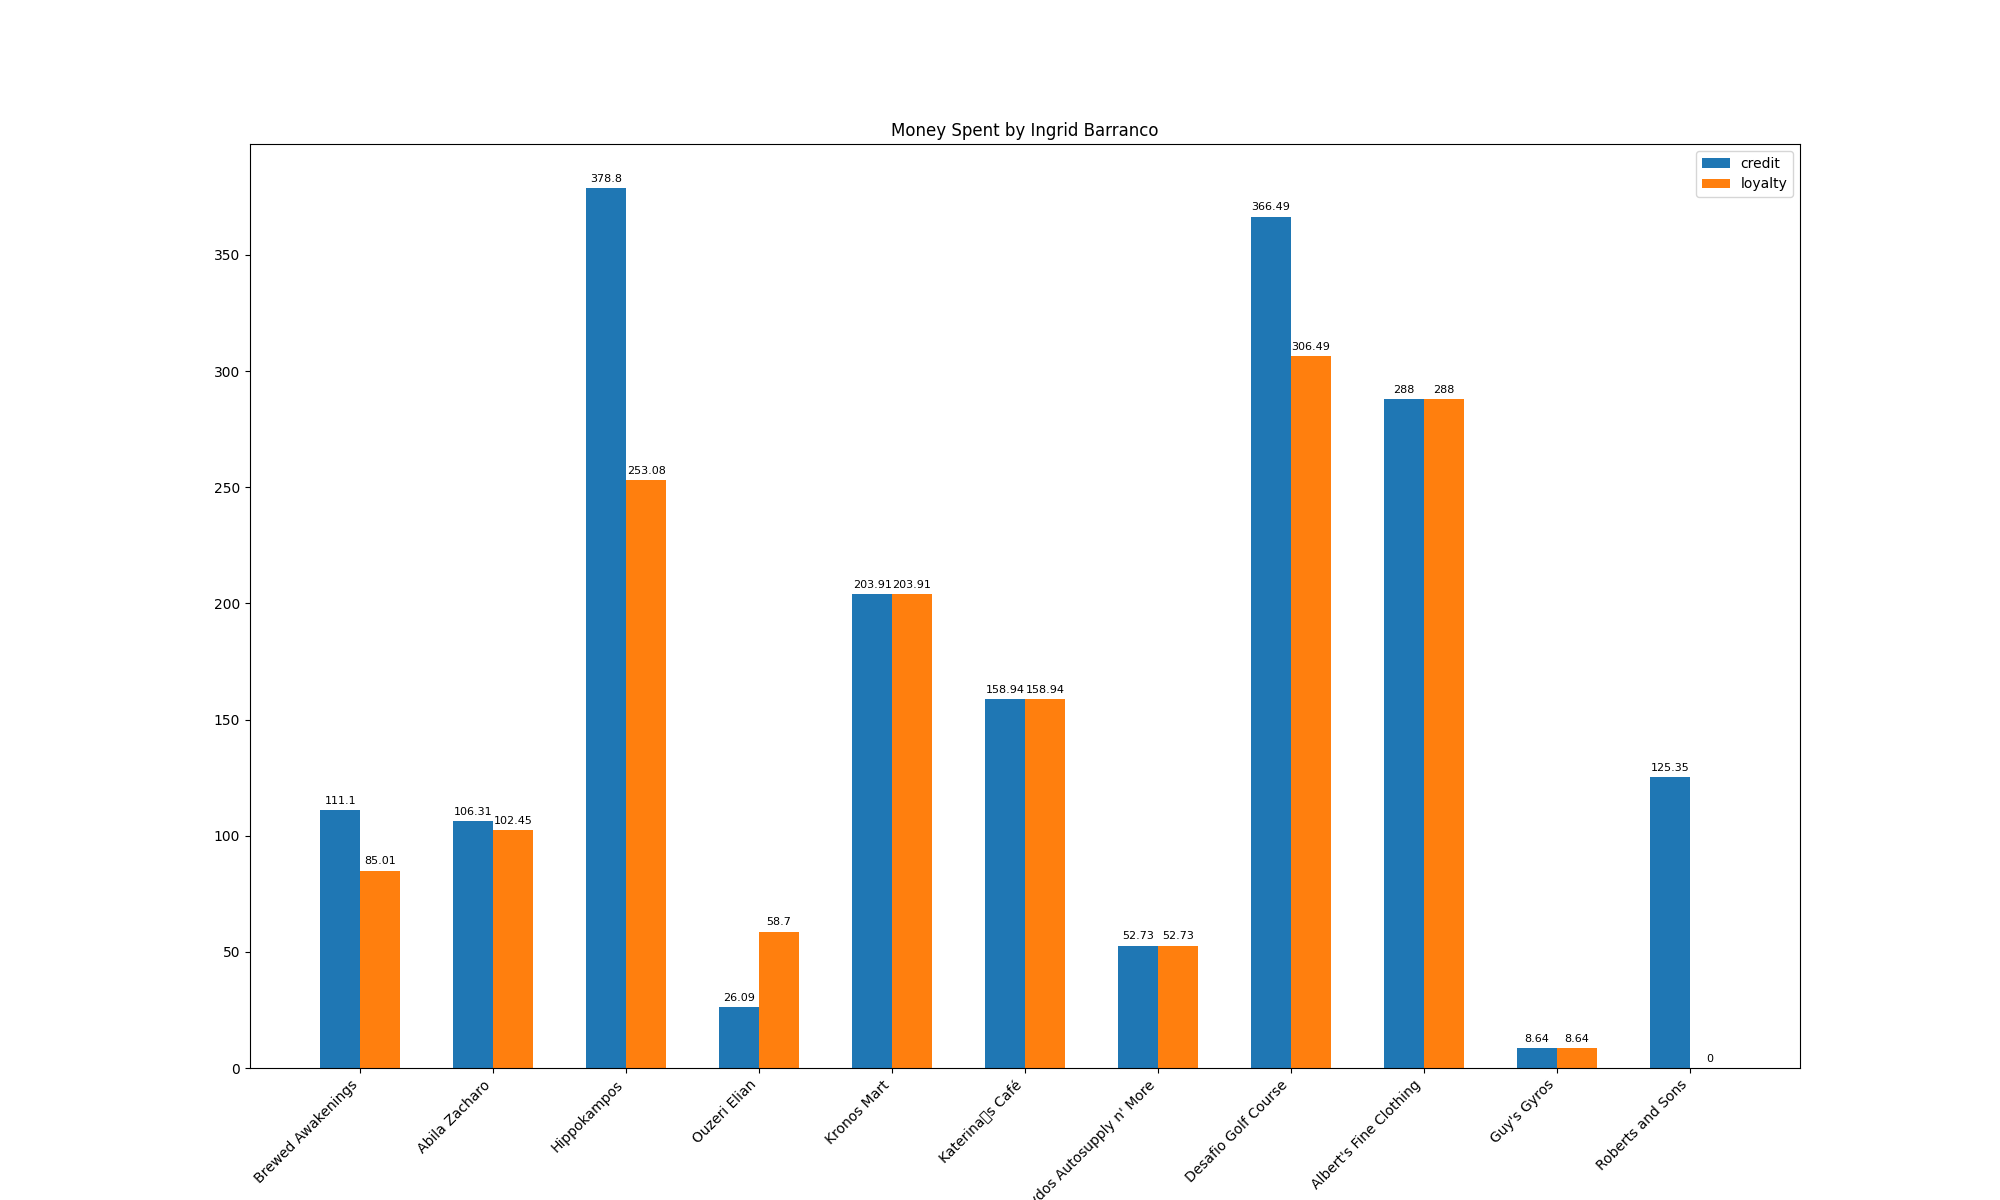 Money Spent by Ingrid Barranco
credit
loyalty
350
300
250
200
150
100
50
0
111.1
85.01
106.31
102.45
378.8
253.08
26.09
58.7
203.91
203.91
158.94
158.94
52.73
52.73
366.49
306.49
288
288
8.64
8.64
125.35
0
Brewed Awakenings
Abila Zacharo
Hippokampos
Ouzeri Elian
Kronos Mart
Katerina▯s Café
Autosupply n' More
Desafio Golf Course
Albert's Fine Clothing
Guy's Gyros
Roberts and Sons